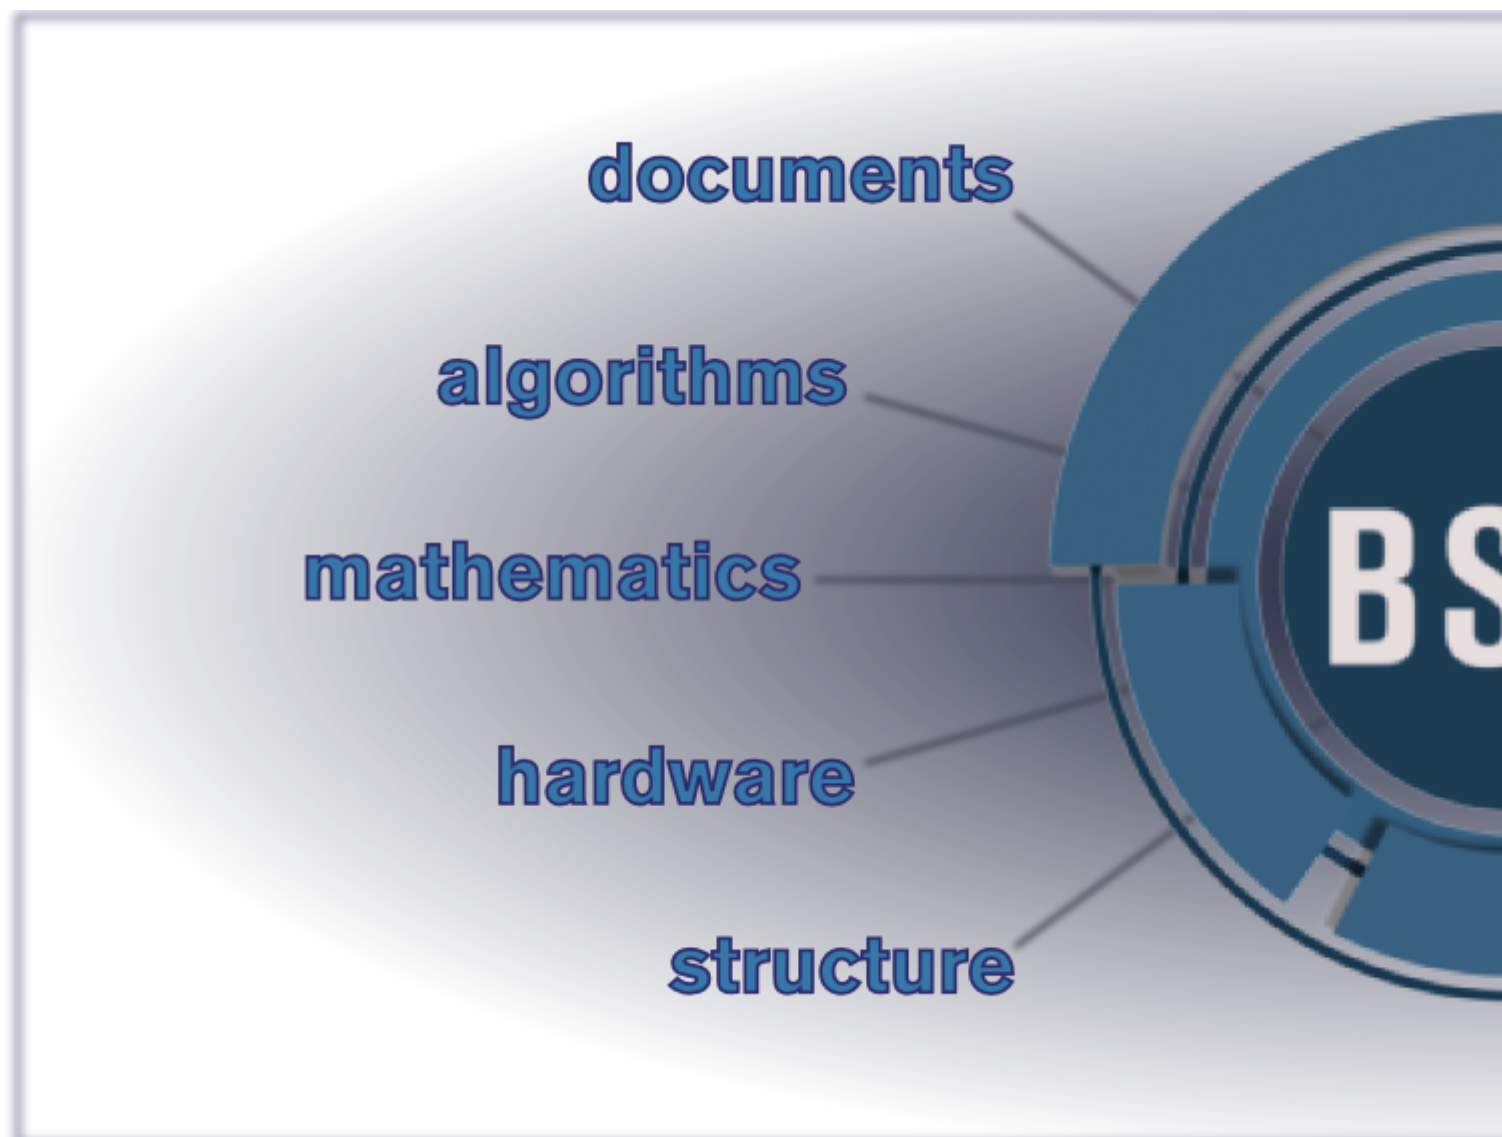 documents
algorithms
mathematics
BS
hardware
structure